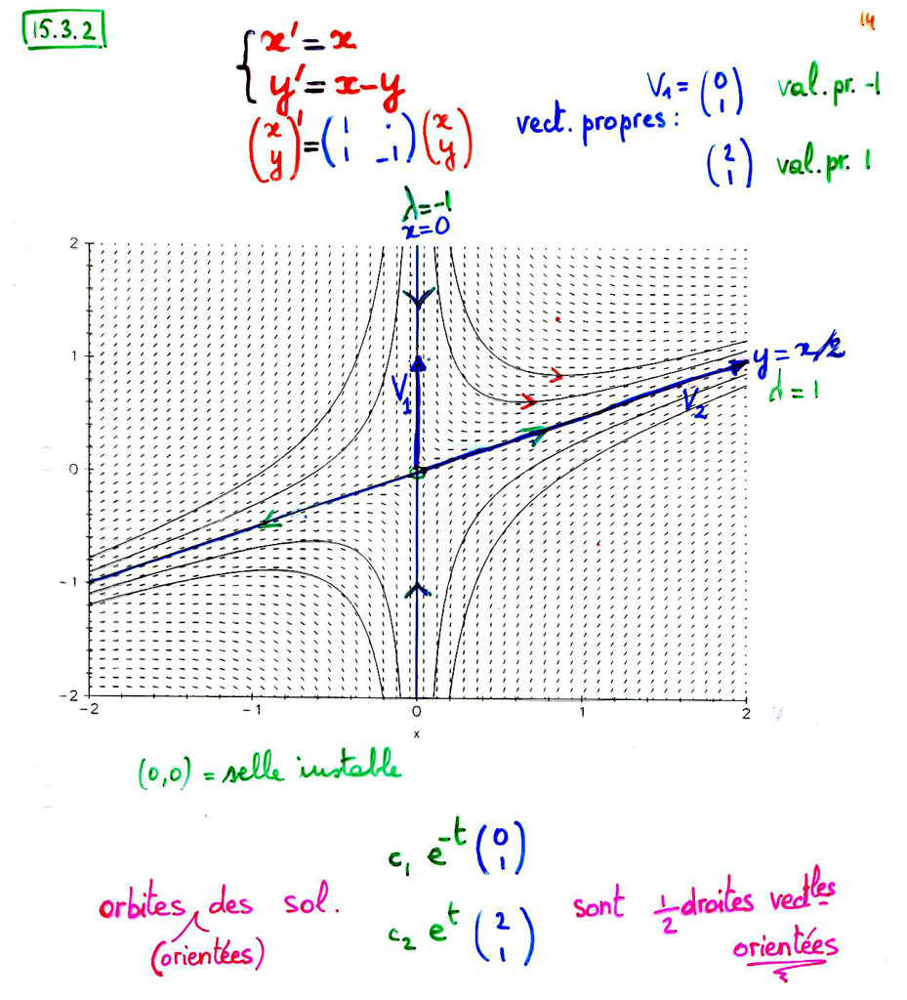 15.3.2
14
{ x' = x
y' = x-y
(x y)' = (1 · 1 -1) (x y)
vect. propres :
V₁ = (0 1) val. pr. -1
(2 1) val. pr. 1
λ=-1
x=0
2
1
0
-1
-2
V₁
V₂
y = x/2
λ = 1
-2 -1 0 1 2
x
(0,0) = selle instable
orbites des sol.
(orientées)
c₁ e^-t (0 1)
c₂ e^t (2 1)
sont 1/2 droites vectles
orientées